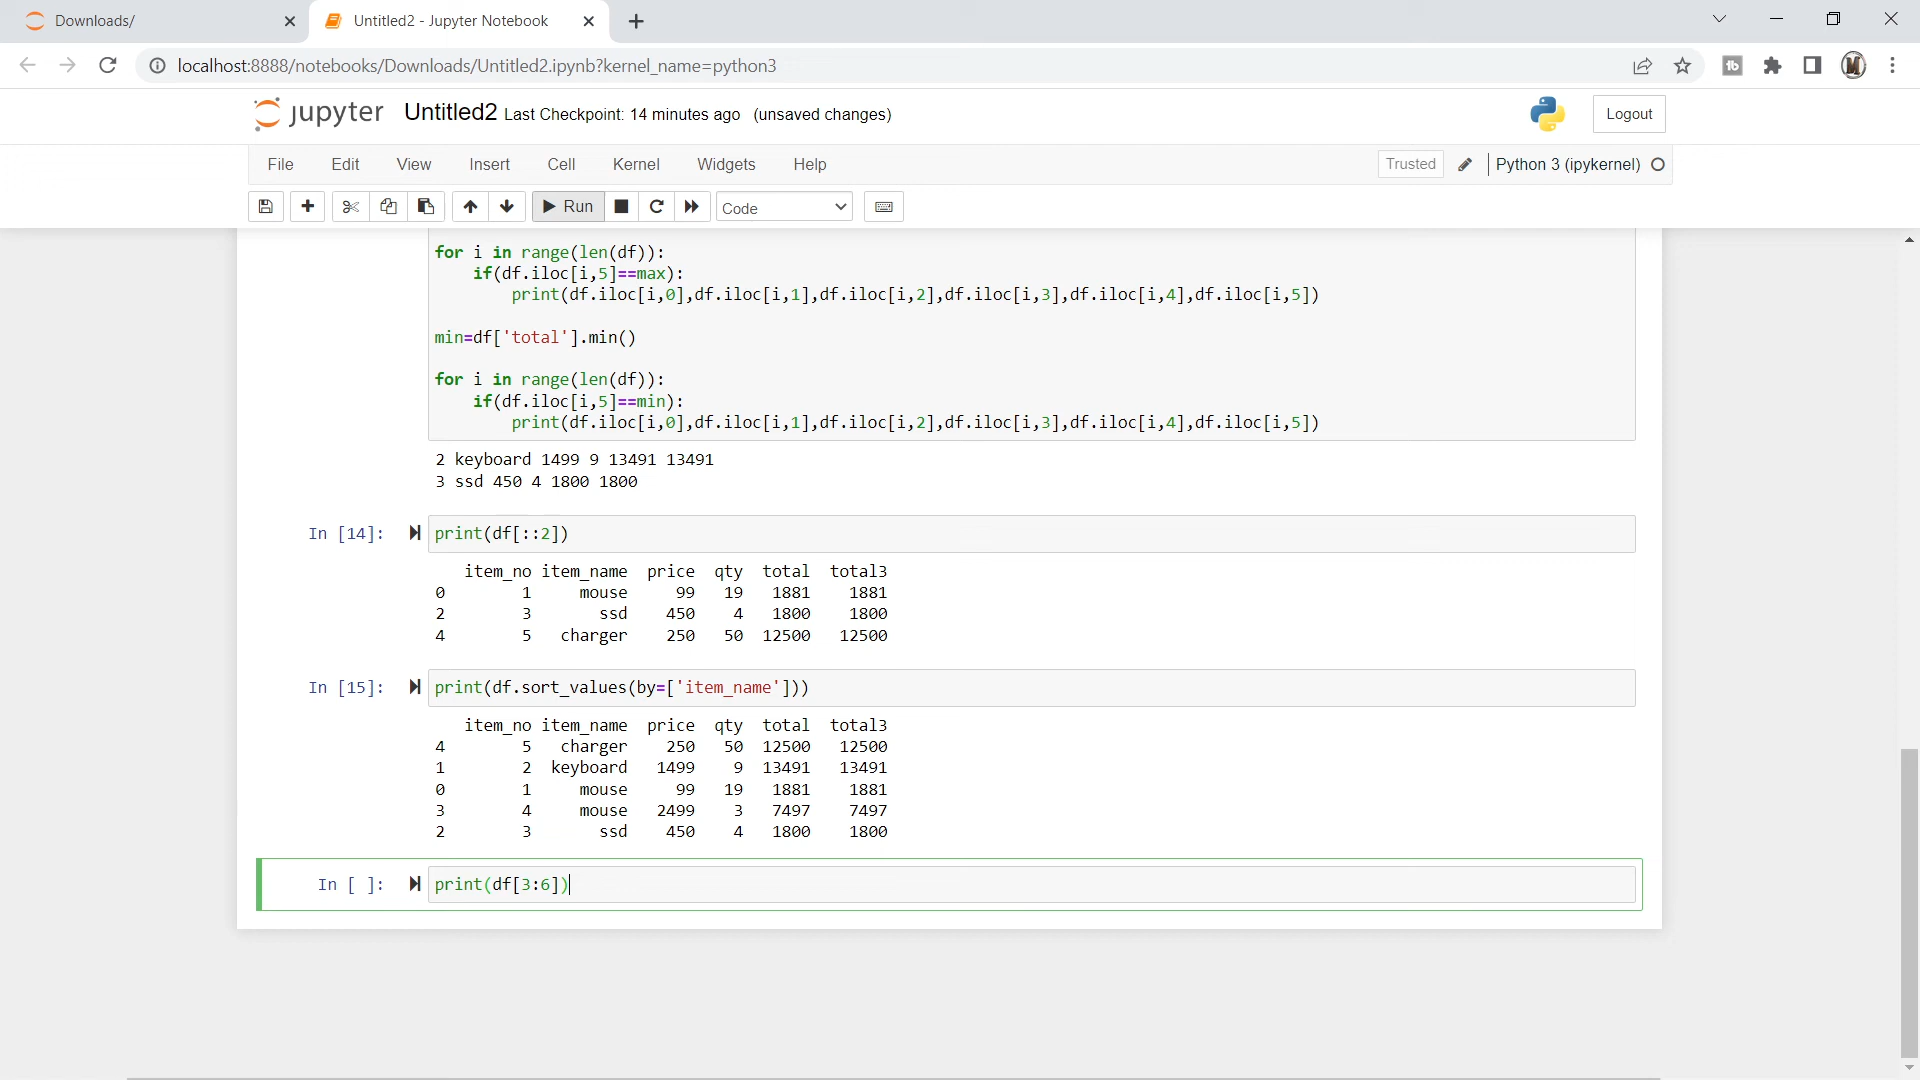 Downloads/
Untitled2 - Jupyter Notebook
localhost:8888/notebooks/Downloads/Untitled2.ipynb?kernel_name=python3
jupyter Untitled2 Last Checkpoint: 14 minutes ago (unsaved changes)
Logout
File Edit View Insert Cell Kernel Widgets Help
Trusted
Python 3 (ipykernel)
Run
Code
for i in range(len(df)):
    if(df.iloc[i,5]==max):
        print(df.iloc[i,0],df.iloc[i,1],df.iloc[i,2],df.iloc[i,3],df.iloc[i,4],df.iloc[i,5])
min=df['total'].min()
for i in range(len(df)):
    if(df.iloc[i,5]==min):
        print(df.iloc[i,0],df.iloc[i,1],df.iloc[i,2],df.iloc[i,3],df.iloc[i,4],df.iloc[i,5])
2 keyboard 1499 9 13491 13491
3 ssd 450 4 1800 1800
In [14]: print(df[::2])
item_no item_name price qty total total3
0 1 mouse 99 19 1881 1881
2 3 ssd 450 4 1800 1800
4 5 charger 250 50 12500 12500
In [15]: print(df.sort_values(by=['item_name']))
item_no item_name price qty total total3
4 5 charger 250 50 12500 12500
1 2 keyboard 1499 9 13491 13491
0 1 mouse 99 19 1881 1881
3 4 mouse 2499 3 7497 7497
2 3 ssd 450 4 1800 1800
In [ ]: print(df[3:6])